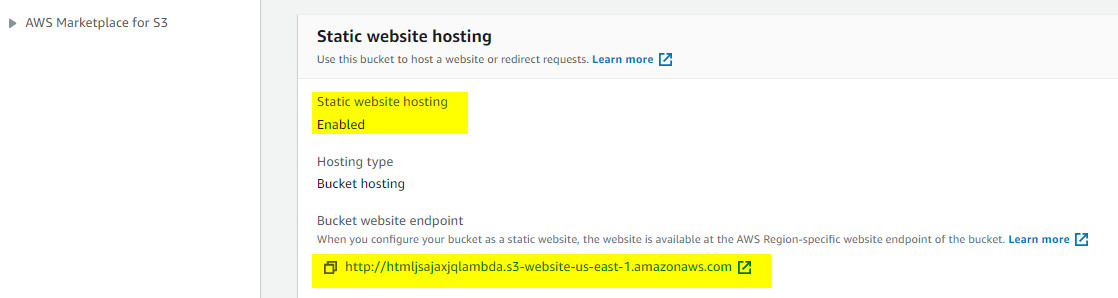 AWS Marketplace for S3
Static website hosting
Use this bucket to host a website or redirect requests. Learn more
Static website hosting
Enabled
Hosting type
Bucket hosting
Bucket website endpoint
When you configure your bucket as a static website, the website is available at the AWS Region-specific website endpoint of the bucket. Learn more
http://htmljsajaxjqlambda.s3-website-us-east-1.amazonaws.com